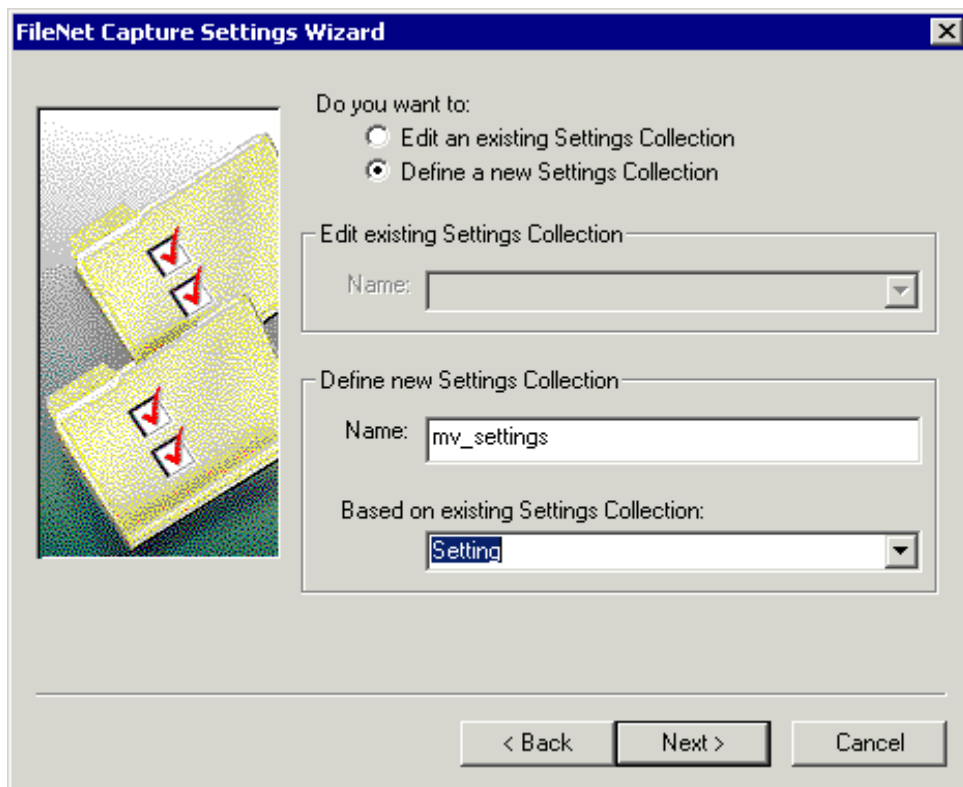 FileNet Capture Settings Wizard
Do you want to:
Edit an existing Settings Collection
Define a new Settings Collection
Edit existing Settings Collection
Name:
Define new Settings Collection
Name: mv_settings
Based on existing Settings Collection:
Setting
< Back Next > Cancel